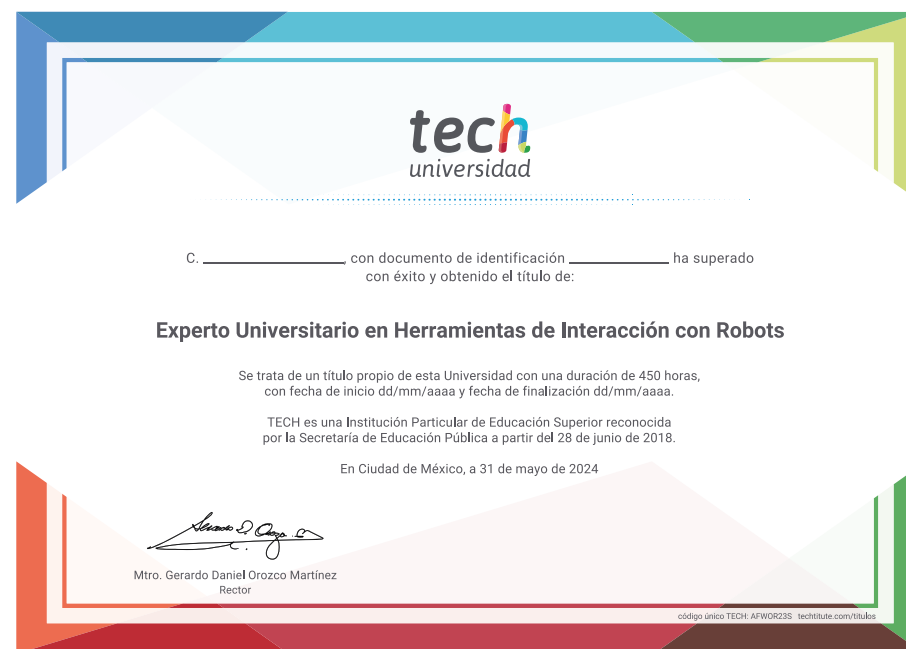 tech
universidad
C. ____________, con documento de identificación ____________ ha superado
con éxito y obtenido el título de:
Experto Universitario en Herramientas de Interacción con Robots
Se trata de un título propio de esta Universidad con una duración de 450 horas,
con fecha de inicio dd/mm/aaaa y fecha de finalización dd/mm/aaaa.
TECH es una Institución Particular de Educación Superior reconocida
por la Secretaría de Educación Pública a partir del 28 de junio de 2018.
En Ciudad de México, a 31 de mayo de 2024
Mtro. Gerardo Daniel Orozco Martínez
Rector
código único TECH: AFWOR23S techtitute.com/titulos